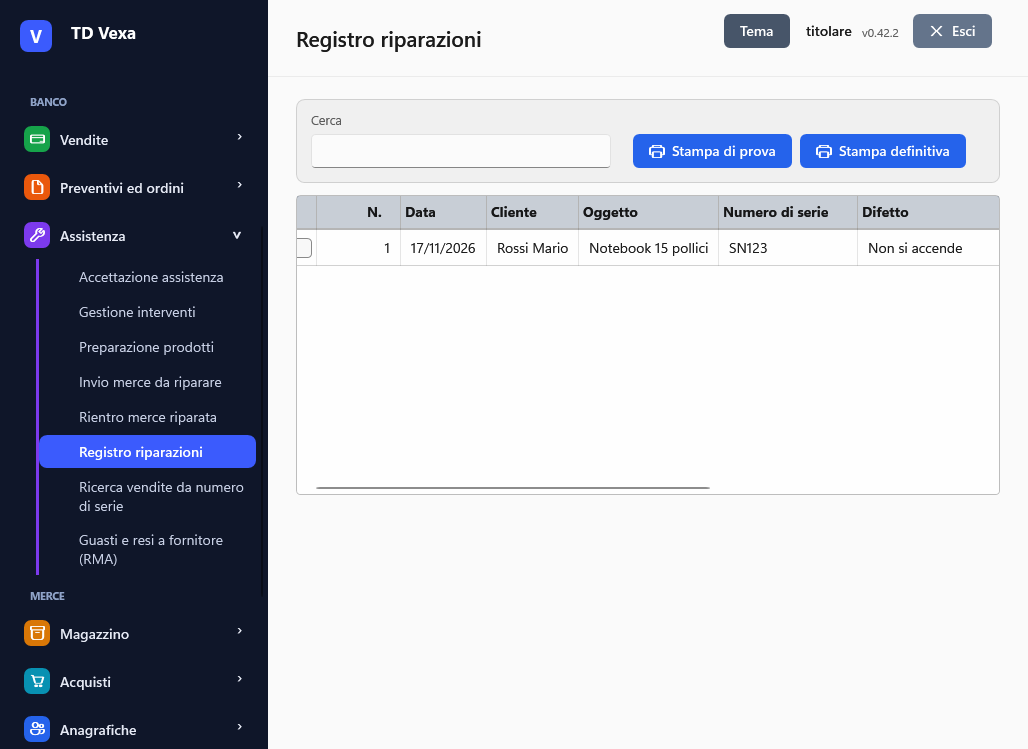 V
TD Vexa
BANCO
Vendite
Preventivi ed ordini
Assistenza
Accettazione assistenza
Gestione interventi
Preparazione prodotti
Invio merce da riparare
Rientro merce riparata
Registro riparazioni
Ricerca vendite da numero
di serie
Guasti e resi a fornitore
(RMA)
MERCE
Magazzino
Acquisti
Anagrafiche
Registro riparazioni
Tema
titolare v0.42.2
Esci
Cerca
Stampa di prova
Stampa definitiva
N. Data Cliente Oggetto Numero di serie Difetto
1 17/11/2026 Rossi Mario Notebook 15 pollici SN123 Non si accende